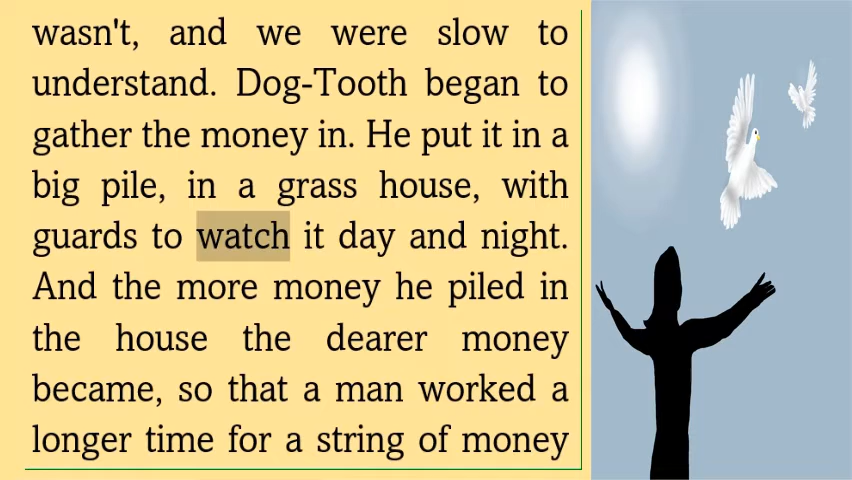 wasn't, and we were slow to
understand. Dog-Tooth began to
gather the money in. He put it in a
big pile, in a grass house, with
guards to watch it day and night.
And the more money he piled in
the house the dearer money
became, so that a man worked a
longer time for a string of money